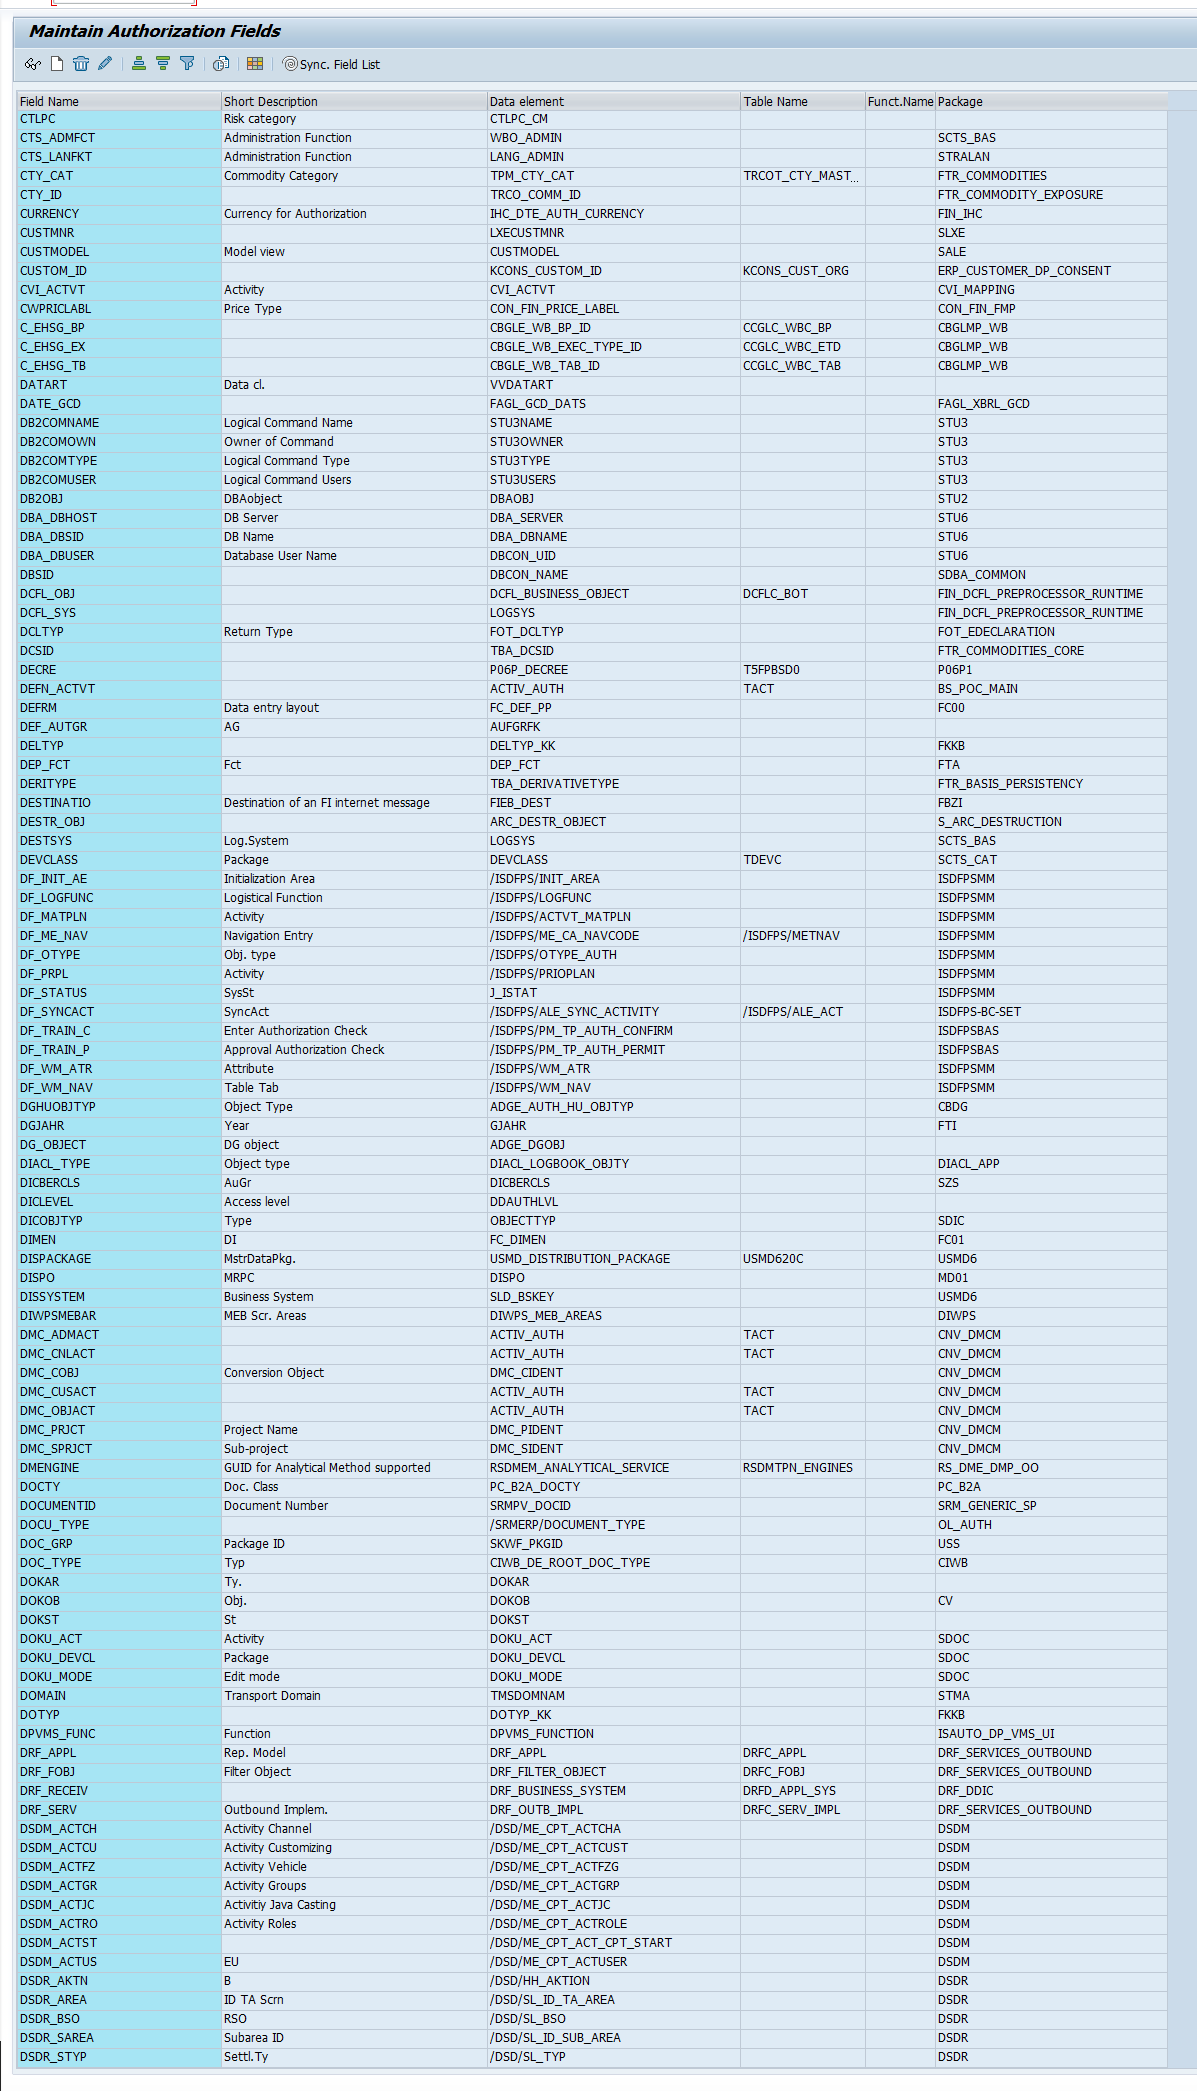 Maintain Authorization Fields
Sync. Field List
Field Name Short Description Data element Table Name Funct.Name Package
CTLPC Risk category CTLPC_CM
CTS_ADMFCT Administration Function WBO_ADMIN SCTS_BAS
CTS_LANFKT Administration Function LANG_ADMIN STRALAN
CTY_CAT Commodity Category TPM_CTY_CAT TRCOT_CTY_MAST... FTR_COMMODITIES
CTY_ID TRCO_COMM_ID FTR_COMMODITY_EXPOSURE
CURRENCY Currency for Authorization IHC_DTE_AUTH_CURRENCY FIN_IHC
CUSTMNR LXECUSTMNR SLXE
CUSTMODEL Model view CUSTMODEL SALE
CUSTOM_ID KCONS_CUSTOM_ID KCONS_CUST_ORG ERP_CUSTOMER_DP_CONSENT
CVI_ACTVT Activity CVI_ACTVT CVI_MAPPING
CWPRICLABL Price Type CON_FIN_PRICE_LABEL CON_FIN_FMP
C_EHSG_BP CBGLE_WB_BP_ID CCGLC_WBC_BP CBGLMP_WB
C_EHSG_EX CBGLE_WB_EXEC_TYPE_ID CCGLC_WBC_ETD CBGLMP_WB
C_EHSG_TB CBGLE_WB_TAB_ID CCGLC_WBC_TAB CBGLMP_WB
DATART Data cl. VVDATART
DATE_GCD FAGL_GCD_DATS FAGL_XBRL_GCD
DB2COMNAME Logical Command Name STU3NAME STU3
DB2COMOWN Owner of Command STU3OWNER STU3
DB2COMTYPE Logical Command Type STU3TYPE STU3
DB2COMUSER Logical Command Users STU3USERS STU3
DB2OBJ DBAobject DBAOBJ STU2
DBA_DBHOST DB Server DBA_SERVER STU6
DBA_DBSID DB Name DBA_DBNAME STU6
DBA_DBUSER Database User Name DBCON_UID STU6
DBSID DBCON_NAME SDBA_COMMON
DCFL_OBJ DCFL_BUSINESS_OBJECT DCFLC_BOT FIN_DCFL_PREPROCESSOR_RUNTIME
DCFL_SYS LOGSYS FIN_DCFL_PREPROCESSOR_RUNTIME
DCLTYP Return Type FOT_DCLTYP FOT_EDECLARATION
DCSID TBA_DCSID FTR_COMMODITIES_CORE
DECRE P06P_DECREE T5FPBSD0 P06P1
DEFN_ACTVT ACTIV_AUTH TACT BS_POC_MAIN
DEFRM Data entry layout FC_DEF_PP FC00
DEF_AUTGR AG AUFGRFK
DELTYP DELTYP_KK FKKB
DEP_FCT Fct DEP_FCT FTA
DERITYPE TBA_DERIVATIVETYPE FTR_BASIS_PERSISTENCY
DESTINATIO Destination of an FI internet message FIEB_DEST FBZI
DESTR_OBJ ARC_DESTR_OBJECT S_ARC_DESTRUCTION
DESTSYS Log.System LOGSYS SCTS_BAS
DEVCLASS Package DEVCLASS TDEVC SCTS_CAT
DF_INIT_AE Initialization Area /ISDFPS/INIT_AREA ISDFPSMM
DF_LOGFUNC Logistical Function /ISDFPS/LOGFUNC ISDFPSMM
DF_MATPLN Activity /ISDFPS/ACTVT_MATPLN ISDFPSMM
DF_ME_NAV Navigation Entry /ISDFPS/ME_CA_NAVCODE /ISDFPS/METNAV ISDFPSMM
DF_OTYPE Obj. type /ISDFPS/OTYPE_AUTH ISDFPSMM
DF_PRPL Activity /ISDFPS/PRIOPLAN ISDFPSMM
DF_STATUS SysSt J_ISTAT ISDFPSMM
DF_SYNCACT SyncAct /ISDFPS/ALE_SYNC_ACTIVITY /ISDFPS/ALE_ACT ISDFPS-BC-SET
DF_TRAIN_C Enter Authorization Check /ISDFPS/PM_TP_AUTH_CONFIRM ISDFPSBAS
DF_TRAIN_P Approval Authorization Check /ISDFPS/PM_TP_AUTH_PERMIT ISDFPSBAS
DF_WM_ATR Attribute /ISDFPS/WM_ATR ISDFPSMM
DF_WM_NAV Table Tab /ISDFPS/WM_NAV ISDFPSMM
DGHUOBJTYP Object Type ADGE_AUTH_HU_OBJTYP CBDG
DGJAHR Year GJAHR FTI
DG_OBJECT DG object ADGE_DGOBJ
DIACL_TYPE Object type DIACL_LOGBOOK_OBJTY DIACL_APP
DICBERCLS AuGr DICBERCLS SZS
DICLEVEL Access level DDAUTHLVL
DICOBJTYP Type OBJECTTYP SDIC
DIMEN DI FC_DIMEN FC01
DISPACKAGE MstrDataPkg. USMD_DISTRIBUTION_PACKAGE USMD620C USMD6
DISPO MRPC DISPO MD01
DISSYSTEM Business System SLD_BSKEY USMD6
DIWPSMEBAR MEB Scr. Areas DIWPS_MEB_AREAS DIWPS
DMC_ADMACT ACTIV_AUTH TACT CNV_DMCM
DMC_CNLACT ACTIV_AUTH TACT CNV_DMCM
DMC_COBJ Conversion Object DMC_CIDENT CNV_DMCM
DMC_CUSACT ACTIV_AUTH TACT CNV_DMCM
DMC_OBJACT ACTIV_AUTH TACT CNV_DMCM
DMC_PRJCT Project Name DMC_PIDENT CNV_DMCM
DMC_SPRJCT Sub-project DMC_SIDENT CNV_DMCM
DMENGINE GUID for Analytical Method supported RSDMEM_ANALYTICAL_SERVICE RSDMTPN_ENGINES RS_DME_DMP_OO
DOCTY Doc. Class PC_B2A_DOCTY PC_B2A
DOCUMENTID Document Number SRMPV_DOCID SRM_GENERIC_SP
DOCU_TYPE /SRMERP/DOCUMENT_TYPE OL_AUTH
DOC_GRP Package ID SKWF_PKGID USS
DOC_TYPE Typ CIWB_DE_ROOT_DOC_TYPE CIWB
DOKAR Ty. DOKAR
DOKOB Obj. DOKOB CV
DOKST St DOKST
DOKU_ACT Activity DOKU_ACT SDOC
DOKU_DEVCL Package DOKU_DEVCL SDOC
DOKU_MODE Edit mode DOKU_MODE SDOC
DOMAIN Transport Domain TMSDOMNAM STMA
DOTYP DOTYP_KK FKKB
DPVMS_FUNC Function DPVMS_FUNCTION ISAUTO_DP_VMS_UI
DRF_APPL Rep. Model DRF_APPL DRFC_APPL DRF_SERVICES_OUTBOUND
DRF_FOBJ Filter Object DRF_FILTER_OBJECT DRFC_FOBJ DRF_SERVICES_OUTBOUND
DRF_RECEIV DRF_BUSINESS_SYSTEM DRFD_APPL_SYS DRF_DDIC
DRF_SERV Outbound Implem. DRF_OUTB_IMPL DRFC_SERV_IMPL DRF_SERVICES_OUTBOUND
DSDM_ACTCH Activity Channel /DSD/ME_CPT_ACTCHA DSDM
DSDM_ACTCU Activity Customizing /DSD/ME_CPT_ACTCUST DSDM
DSDM_ACTFZ Activity Vehicle /DSD/ME_CPT_ACTFZG DSDM
DSDM_ACTGR Activity Groups /DSD/ME_CPT_ACTGRP DSDM
DSDM_ACTJC Activitiy Java Casting /DSD/ME_CPT_ACTJC DSDM
DSDM_ACTRO Activity Roles /DSD/ME_CPT_ACTROLE DSDM
DSDM_ACTST /DSD/ME_CPT_ACT_CPT_START DSDM
DSDM_ACTUS EU /DSD/ME_CPT_ACTUSER DSDM
DSDR_AKTN B /DSD/HH_AKTION DSDR
DSDR_AREA ID TA Scrn /DSD/SL_ID_TA_AREA DSDR
DSDR_BSO RSO /DSD/SL_BSO DSDR
DSDR_SAREA Subarea ID /DSD/SL_ID_SUB_AREA DSDR
DSDR_STYP Settl.Ty /DSD/SL_TYP DSDR